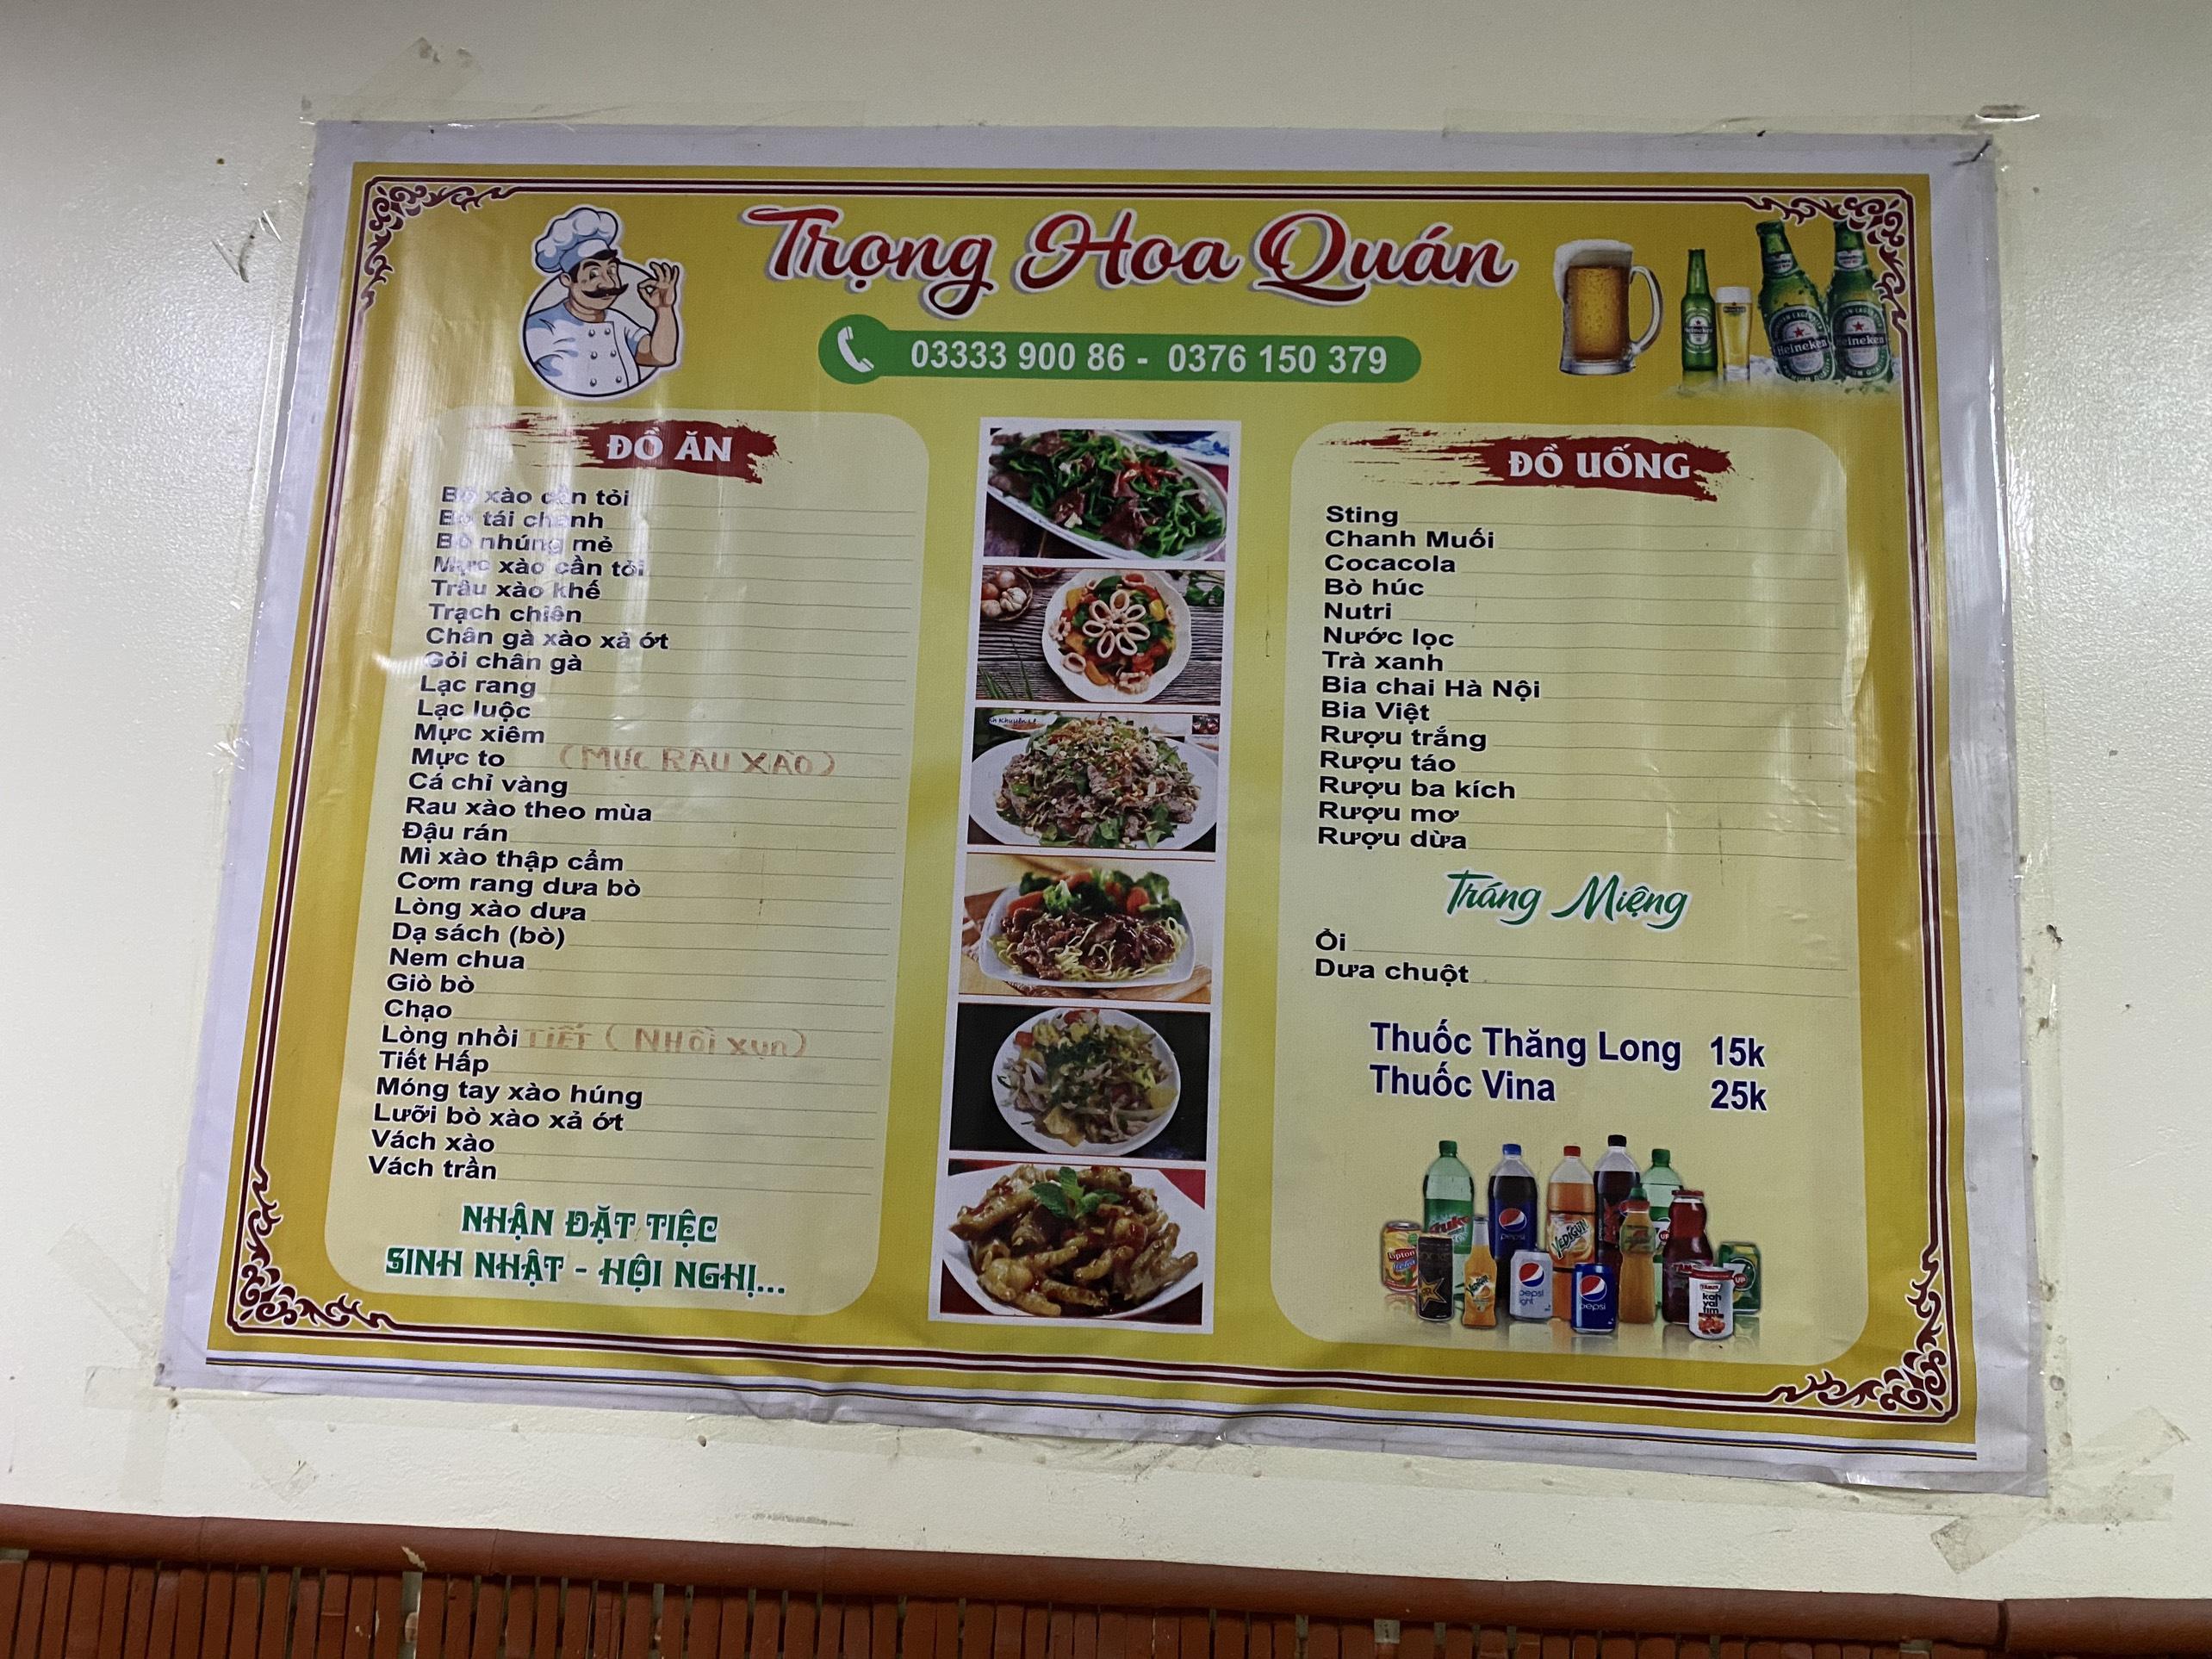 Trọng Hoa Quán
03333 900 86 - 0376 150 379
ĐỒ ĂN
Bò xào cần tỏi
Bò tái chanh
Bò nhúng mẻ
Mực xào cần tỏi
Trâu xào khế
Trạch chiên
Chân gà xào xả ớt
Gỏi chân gà
Lạc rang
Lạc luộc
Mực xiêm
Mực to (MỰC RÂU XÀO)
Cá chỉ vàng
Rau xào theo mùa
Đậu rán
Mì xào thập cẩm
Cơm rang dưa bò
Lòng xào dưa
Dạ sách (bò)
Nem chua
Giò bò
Chạo
Lòng nhồi TIẾT (NHỒI XỤN)
Tiết Hấp
Móng tay xào húng
Lưỡi bò xào xả ớt
Vách xào
Vách trần
NHẬN ĐẶT TIỆC
SINH NHẬT - HỘI NGHỊ...
ĐỒ UỐNG
Sting
Chanh Muối
Cocacola
Bò húc
Nutri
Nước lọc
Trà xanh
Bia chai Hà Nội
Bia Việt
Rượu trắng
Rượu táo
Rượu ba kích
Rượu mơ
Rượu dừa
Tráng Miệng
Ổi
Dưa chuột
Thuốc Thăng Long 15k
Thuốc Vina 25k
Heineken
Heineken
Lipton
pepsi
YEDİGÜN
pepsi
light
pepsi